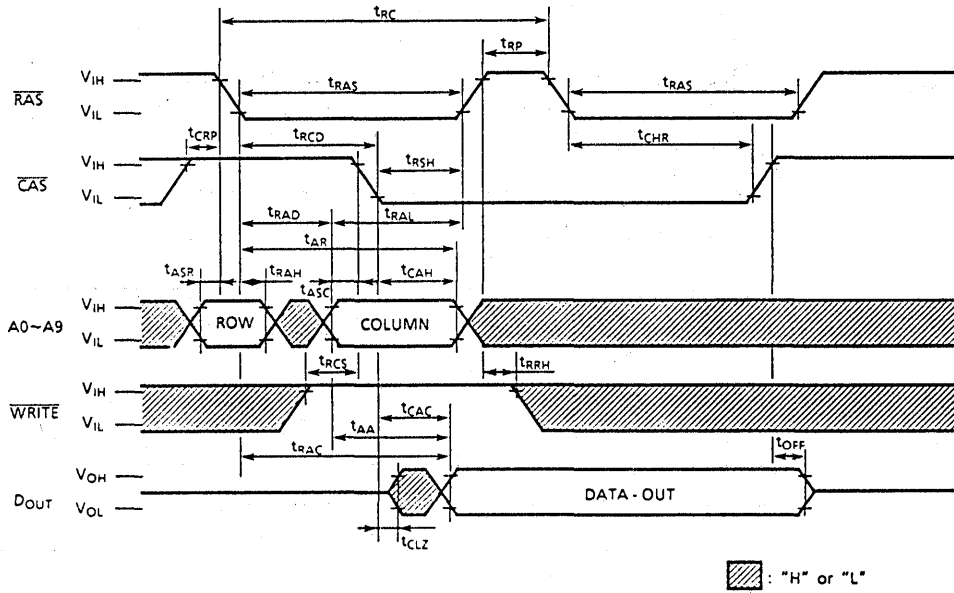 tRC
tRP
VIH
RAS
VIL
tRAS
tRAS
tCRP
tRCD
tCHR
VIH
CAS
VIL
tRSH
tRAD
tRAL
tAR
tASR
tRAH
tASC
tCAH
VIH
A0~A9
VIL
ROW
COLUMN
tRCS
tRRH
VIH
WRITE
VIL
tCAC
tAA
tRAC
tOFF
VOH
DOUT
VOL
DATA - OUT
tCLZ
: "H" or "L"